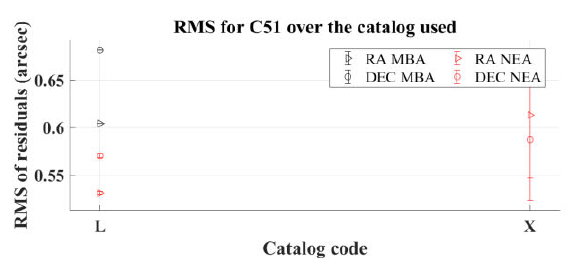 RMS for C51 over the catalog used
RMS of residuals (arcsec)
0.65
0.6
0.55
RA MBA
RA NEA
DEC MBA
DEC NEA
L
X
Catalog code